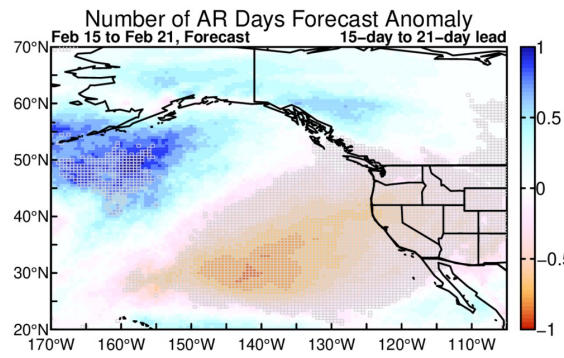 Number of AR Days Forecast Anomaly
Feb 15 to Feb 21, Forecast 15-day to 21-day lead
70°N
60°N
50°N
40°N
30°N
20°N
170°W 160°W 150°W 140°W 130°W 120°W 110°W
1
0.5
0
−0.5
−1